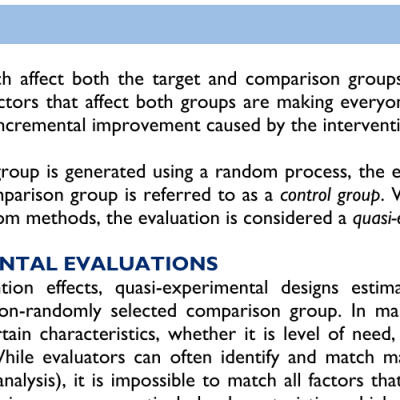 ch affect both the target and comparison groups
ctors that affect both groups are making everyon
ncremental improvement caused by the interventi
group is generated using a random process, the e
mparison group is referred to as a control group. W
om methods, the evaluation is considered a quasi-e
NTAL EVALUATIONS
tion effects, quasi-experimental designs estima
on-randomly selected comparison group. In ma
rtain characteristics, whether it is level of need,
While evaluators can often identify and match ma
analysis), it is impossible to match all factors that